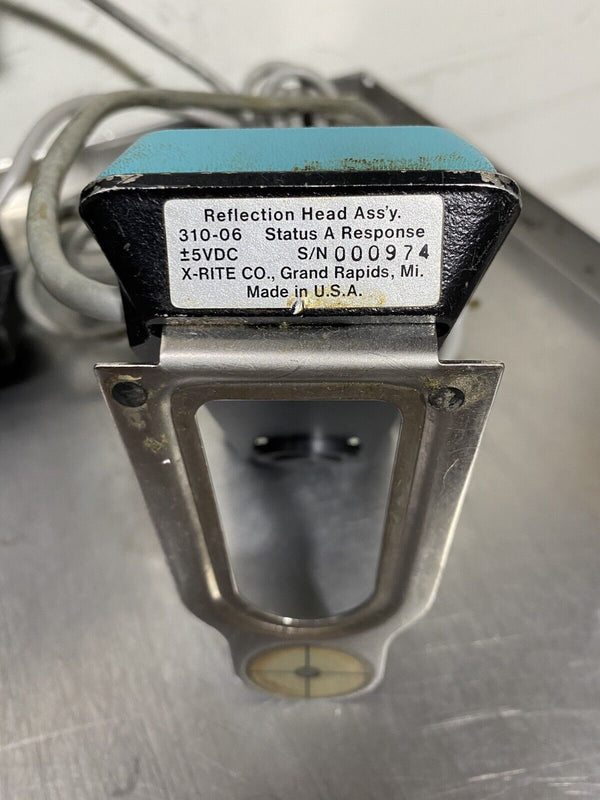 Reflection Head Ass'y.
310-06 Status A Response
±5VDC S/N 000974
X-RITE CO., Grand Rapids, Mi.
Made in U.S.A.